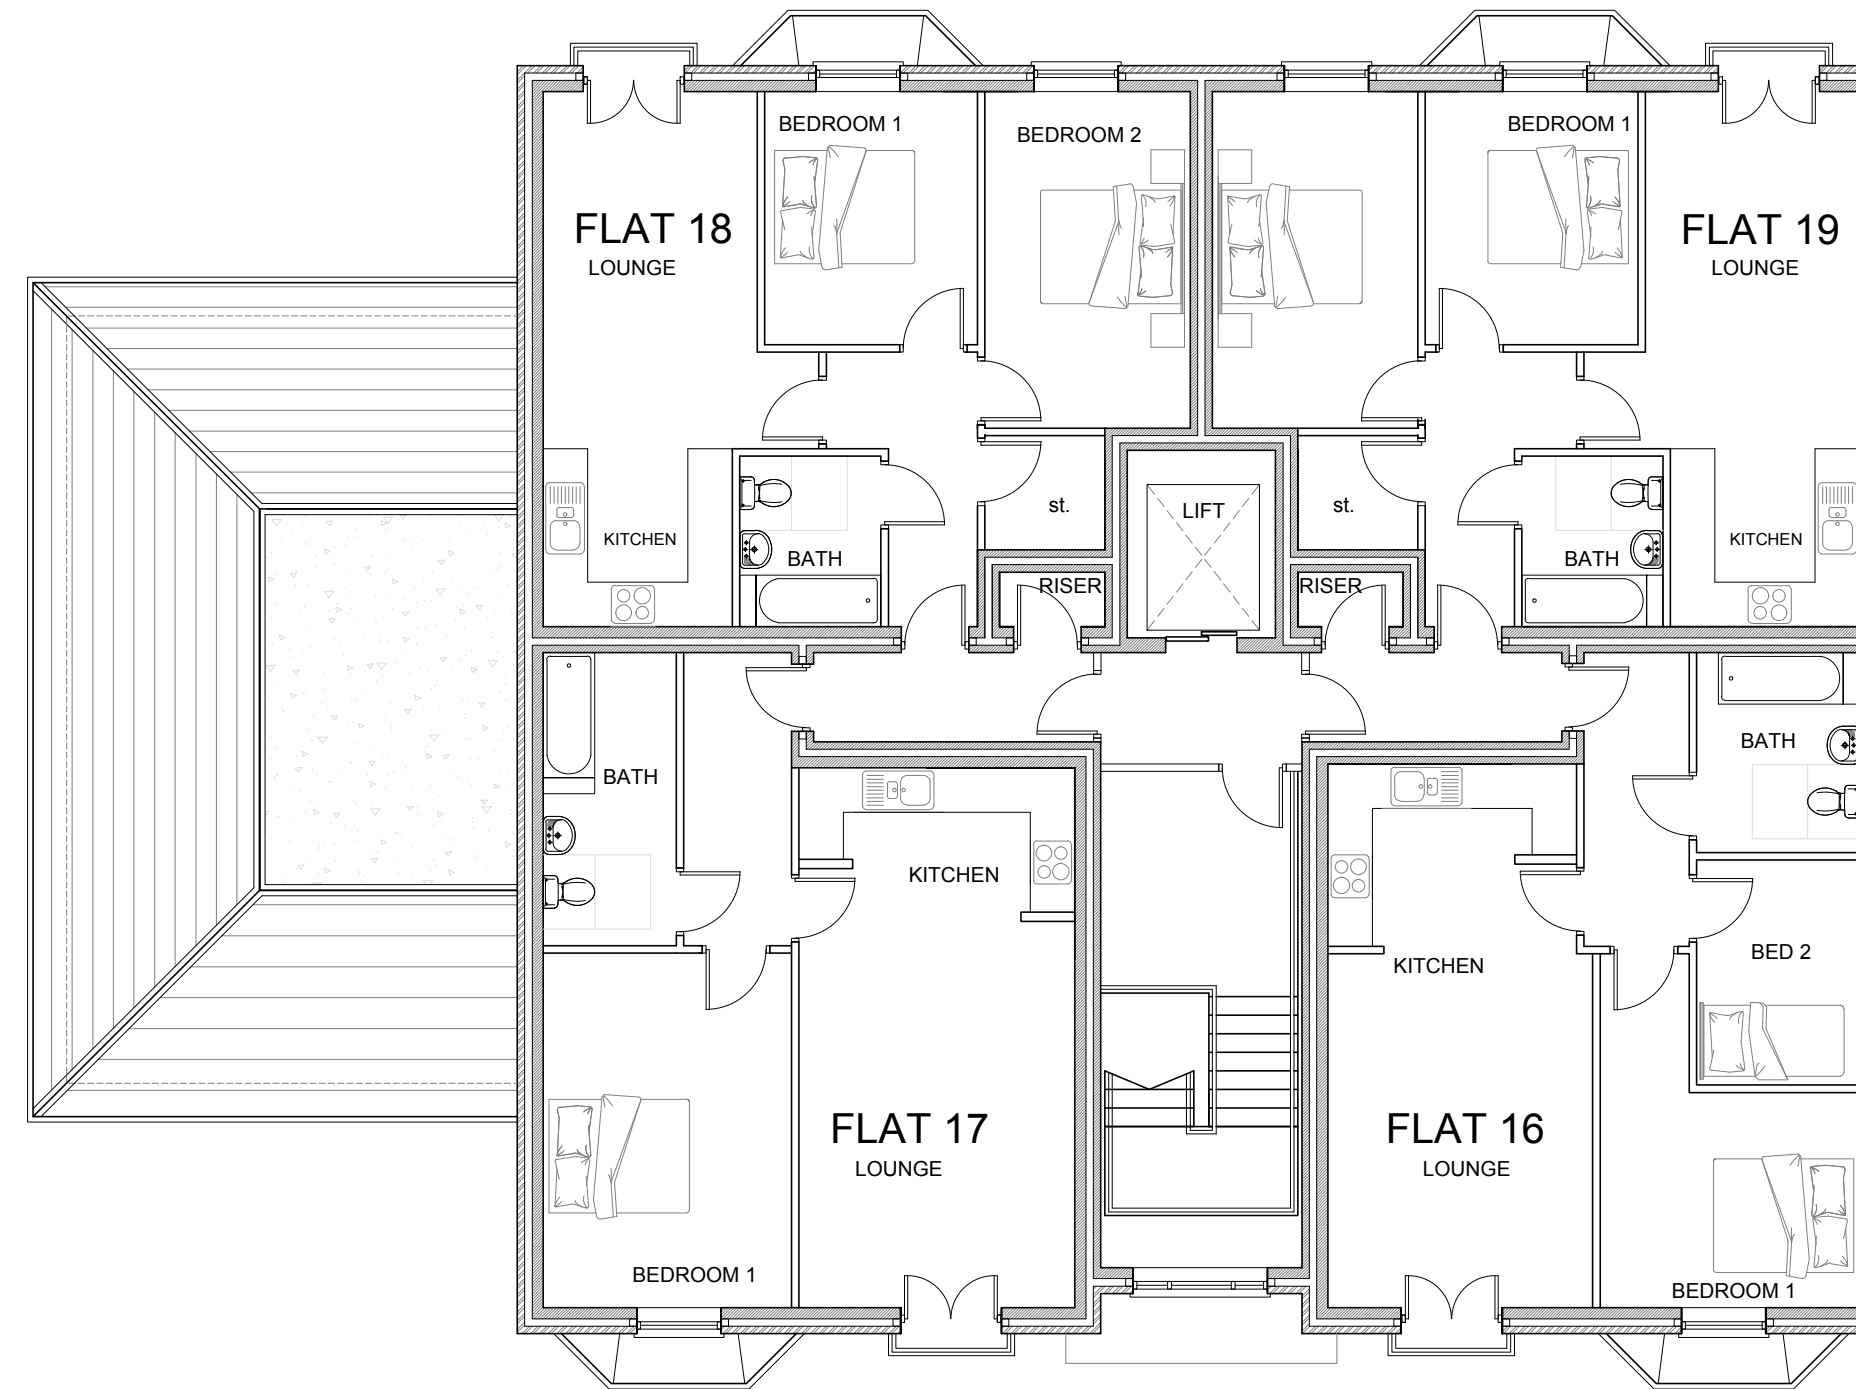 BEDROOM 1
BEDROOM 2
BEDROOM 1
FLAT 18
LOUNGE
FLAT 19
LOUNGE
st.
LIFT
st.
KITCHEN
BATH
BATH
KITCHEN
RISER
RISER
BATH
BATH
KITCHEN
KITCHEN
BED 2
FLAT 17
LOUNGE
FLAT 16
LOUNGE
BEDROOM 1
BEDROOM 1